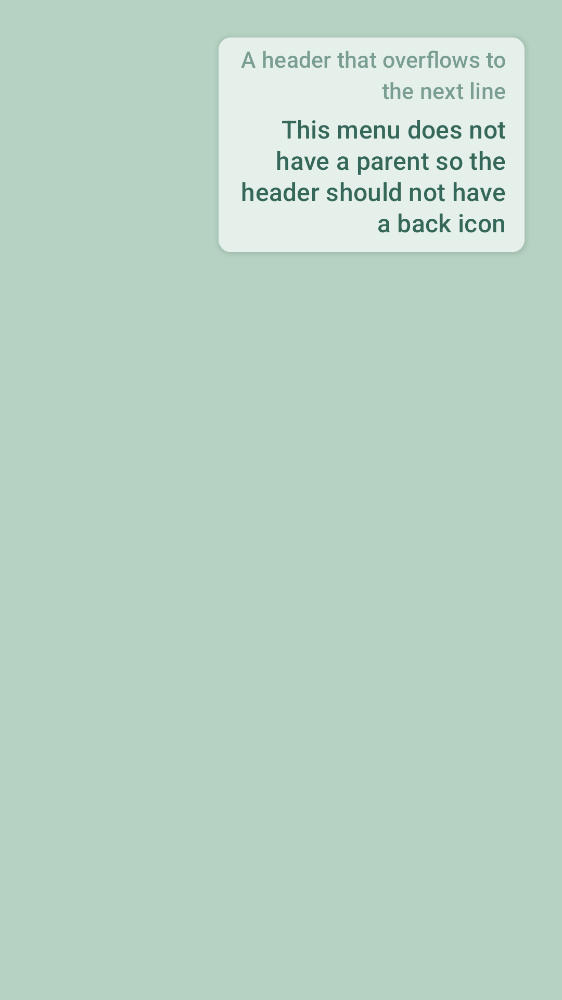 A header that overflows to
the next line
This menu does not
have a parent so the
header should not have
a back icon